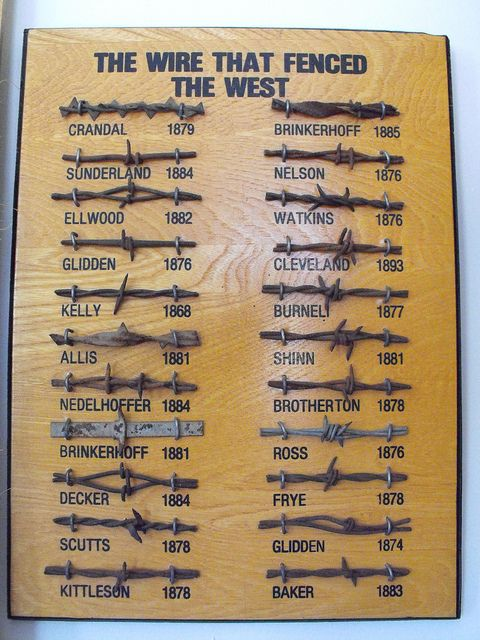 THE WIRE THAT FENCED
THE WEST
CRANDAL 1879
SUNDERLAND 1884
ELLWOOD 1882
GLIDDEN 1876
KELLY 1868
ALLIS 1881
NEDELHOFFER 1884
BRINKERHOFF 1881
DECKER 1884
SCUTTS 1878
KITTLESON 1878
BRINKERHOFF 1885
NELSON 1876
WATKINS 1876
CLEVELAND 1893
BURNELL 1877
SHINN 1881
BROTHERTON 1878
ROSS 1876
FRYE 1878
GLIDDEN 1874
BAKER 1883